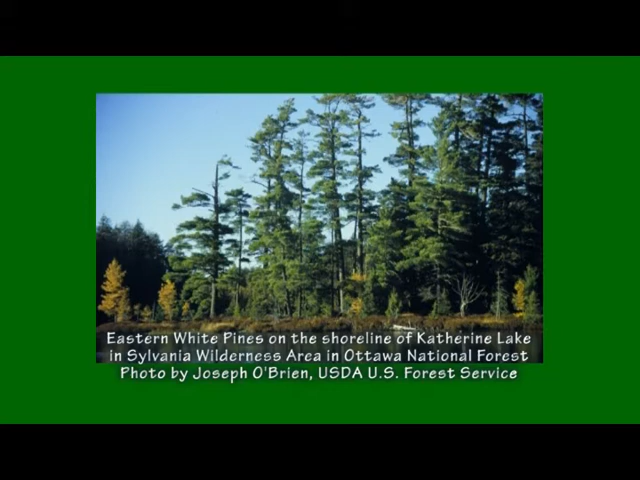 Eastern White Pines on the shoreline of Katherine Lake
in Sylvania Wilderness Area in Ottawa National Forest
Photo by Joseph O'Brien, USDA U.S. Forest Service